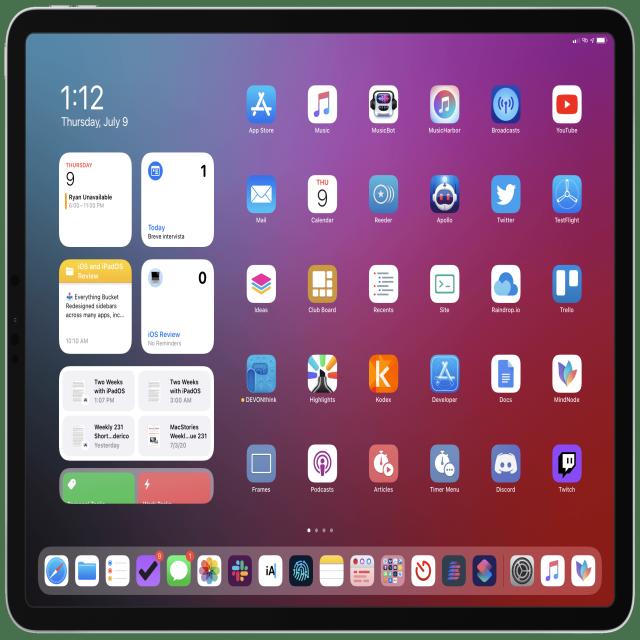 1:12
Thursday, July 9
THURSDAY
9
Ryan Unavailable
6:00–11:00 PM
1
Today
Breve intervista
iOS and iPadOS
Review
Everything Bucket
Redesigned sidebars
across many apps, inc...
10:10 AM
0
iOS Review
No Reminders
Two Weeks
with iPadOS
1:07 PM
Two Weeks
with iPadOS
3:00 AM
Weekly 231
Short...derico
Yesterday
MacStories
Weekl...ue 231
7/3/20
App Store
Music
MusicBot
MusicHarbor
Broadcasts
YouTube
THU
9
Mail
Calendar
Reeder
Apollo
Twitter
TestFlight
Ideas
Club Board
Recents
Site
Raindrop.io
Trello
DEVONthink
Highlights
Kodex
Developer
Docs
MindNode
Frames
Podcasts
Articles
Timer Menu
Discord
Twitch
9
1
iA